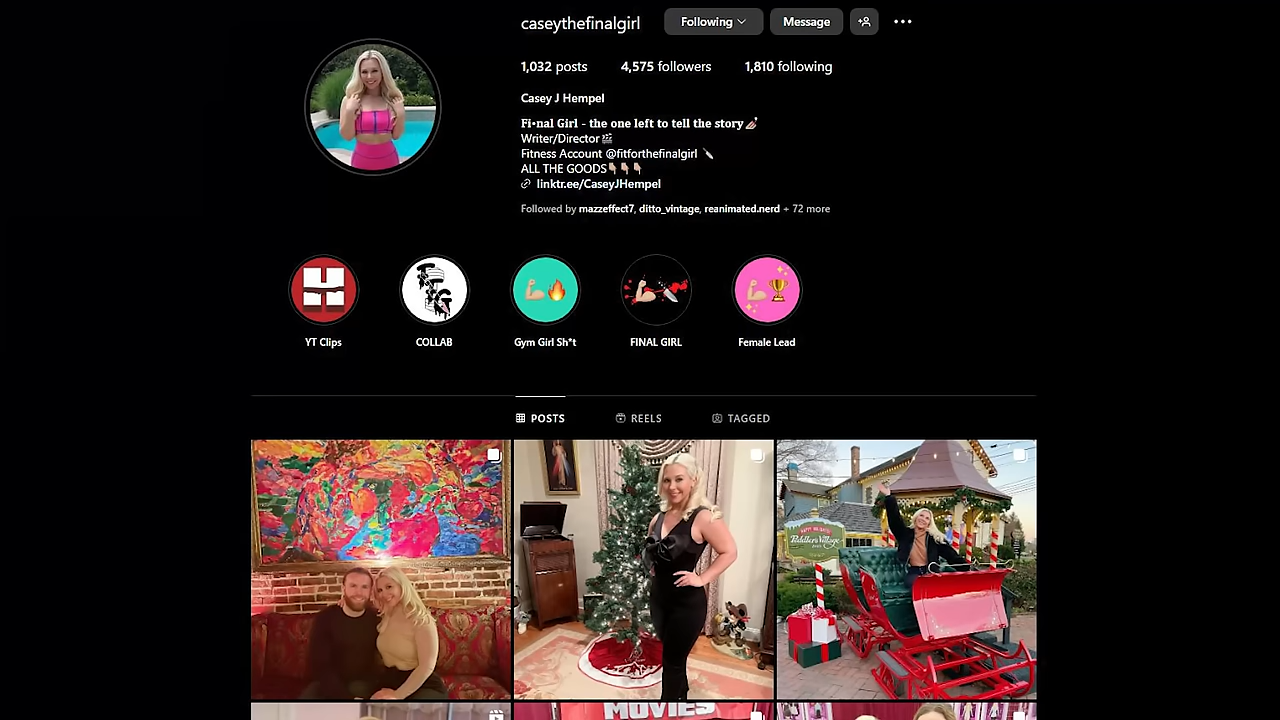 caseythefinalgirl Following Message
1,032 posts 4,575 followers 1,810 following
Casey J Hempel
Fi•nal Girl - the one left to tell the story💅🏻
Writer/Director🎬
Fitness Account @fitforthefinalgirl 🔪
ALL THE GOODS👇🏼👇🏼👇🏼
linktr.ee/CaseyJHempel
Followed by mazzeffect7, ditto_vintage, reanimated.nerd + 72 more
YT Clips COLLAB Gym Girl Sh*t FINAL GIRL Female Lead
POSTS REELS TAGGED
Peddler's Village
MOVIES